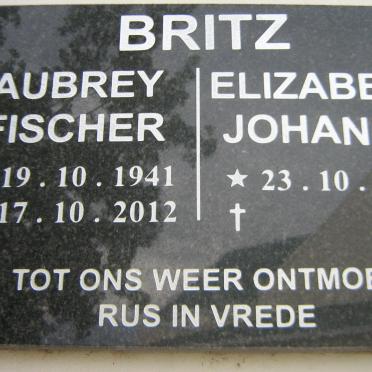 BRITZ
AUBREY
FISCHER
19.10.1941
17.10.2012
ELIZABE
JOHAN
★ 23.10.
†
TOT ONS WEER ONTMOE
RUS IN VREDE